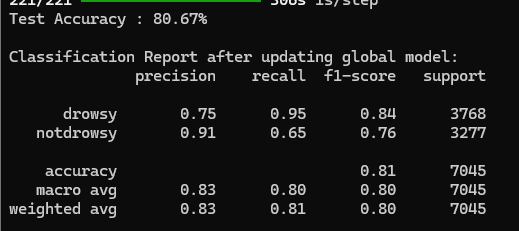 221/221 308s 1s/step
Test Accuracy : 80.67%
Classification Report after updating global model:
precision recall f1-score support
drowsy 0.75 0.95 0.84 3768
notdrowsy 0.91 0.65 0.76 3277
accuracy 0.81 7045
macro avg 0.83 0.80 0.80 7045
weighted avg 0.83 0.81 0.80 7045